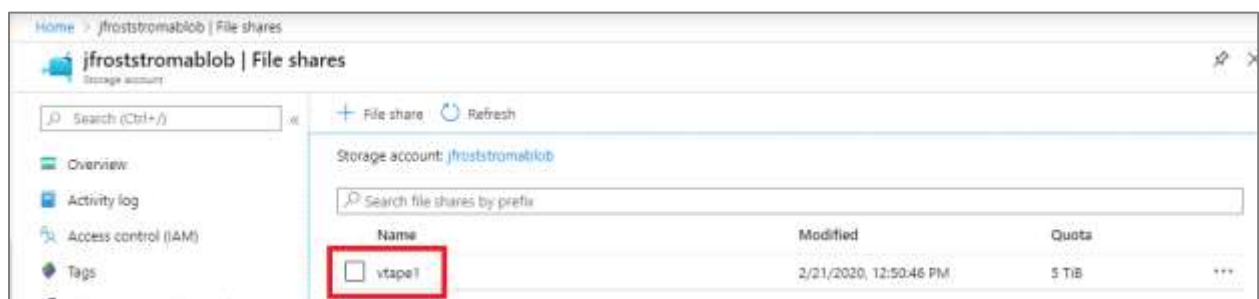 Home > jfroststromablob | File shares
jfroststromablob | File shares
Storage account
Search (Ctrl+/)
«
+ File share Refresh
Storage account: jfroststromablob
Search file shares by prefix
Overview
Activity log
Access control (IAM)
Tags
Name Modified Quota
vtape1 2/21/2020, 12:50:46 PM 5 TiB ...